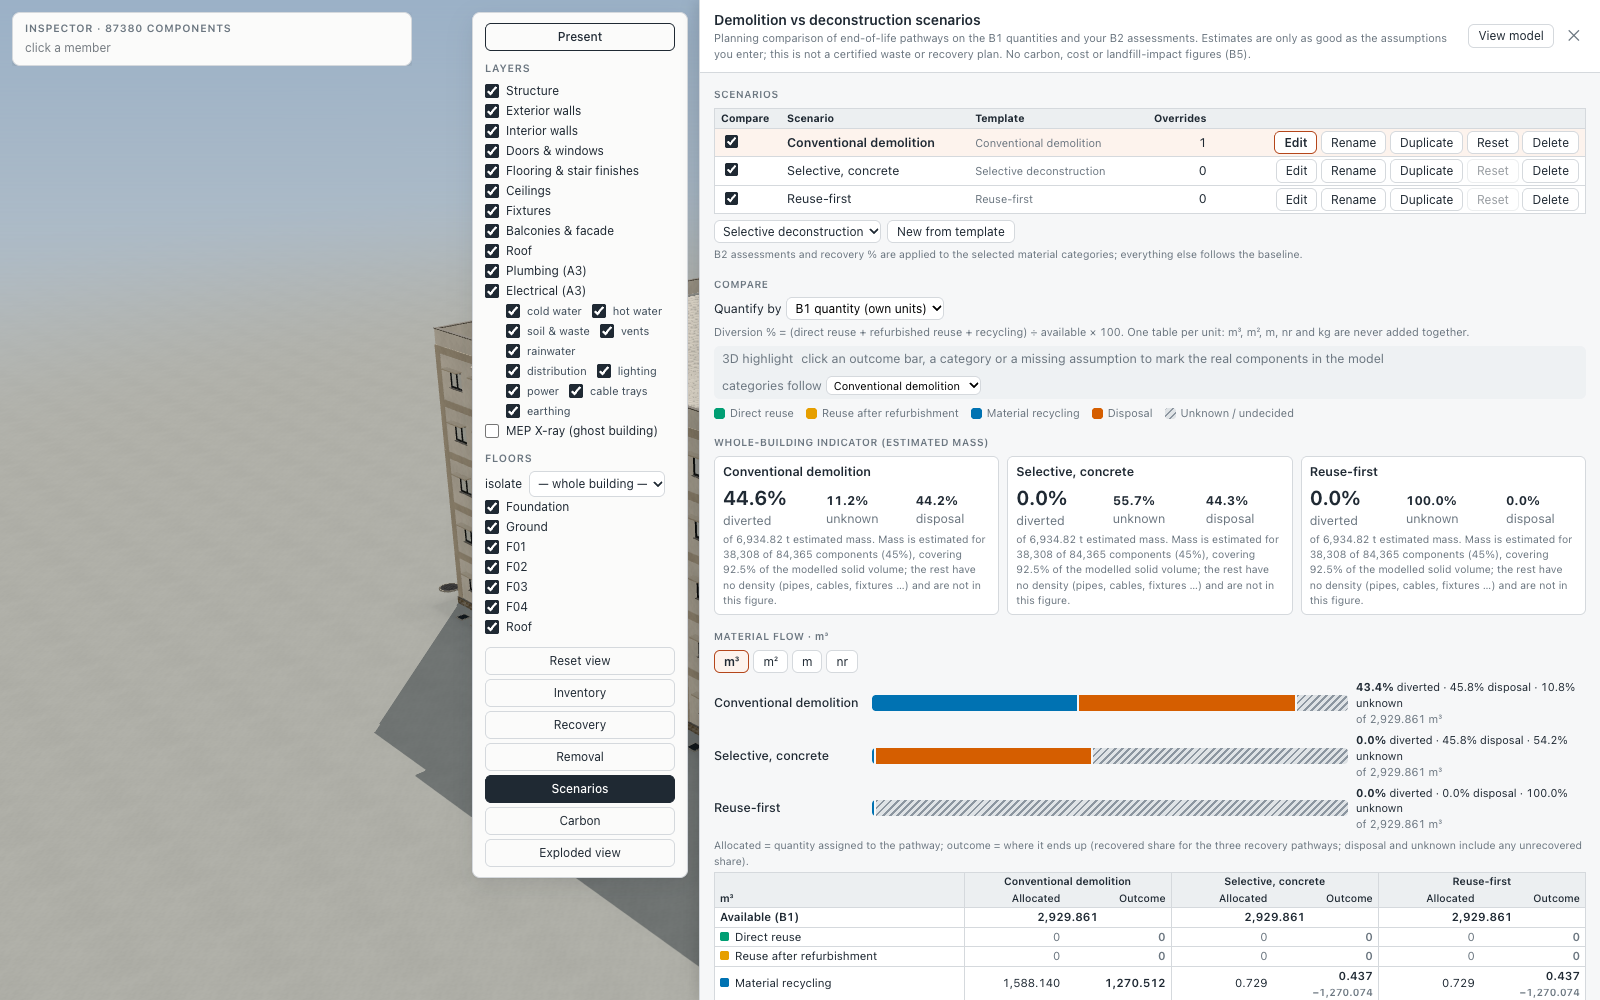 INSPECTOR · 87380 COMPONENTS
click a member
Present
LAYERS
Structure
Exterior walls
Interior walls
Doors & windows
Flooring & stair finishes
Ceilings
Fixtures
Balconies & facade
Roof
Plumbing (A3)
Electrical (A3)
cold water hot water
soil & waste vents
rainwater
distribution lighting
power cable trays
earthing
MEP X-ray (ghost building)
FLOORS
isolate — whole building —
Foundation
Ground
F01
F02
F03
F04
Roof
Reset view
Inventory
Recovery
Removal
Scenarios
Carbon
Exploded view
Demolition vs deconstruction scenarios
Planning comparison of end-of-life pathways on the B1 quantities and your B2 assessments. Estimates are only as good as the assumptions
you enter; this is not a certified waste or recovery plan. No carbon, cost or landfill-impact figures (B5).
View model
SCENARIOS
Compare Scenario Template Overrides
Conventional demolition Conventional demolition 1 Edit Rename Duplicate Reset Delete
Selective, concrete Selective deconstruction 0 Edit Rename Duplicate Reset Delete
Reuse-first Reuse-first 0 Edit Rename Duplicate Reset Delete
Selective deconstruction New from template
B2 assessments and recovery % are applied to the selected material categories; everything else follows the baseline.
COMPARE
Quantify by B1 quantity (own units)
Diversion % = (direct reuse + refurbished reuse + recycling) ÷ available × 100. One table per unit: m³, m², m, nr and kg are never added together.
3D highlight click an outcome bar, a category or a missing assumption to mark the real components in the model
categories follow Conventional demolition
Direct reuse Reuse after refurbishment Material recycling Disposal Unknown / undecided
WHOLE-BUILDING INDICATOR (ESTIMATED MASS)
Conventional demolition
44.6% 11.2% 44.2%
diverted unknown disposal
of 6,934.82 t estimated mass. Mass is estimated for
38,308 of 84,365 components (45%), covering
92.5% of the modelled solid volume; the rest have
no density (pipes, cables, fixtures …) and are not in
this figure.
Selective, concrete
0.0% 55.7% 44.3%
diverted unknown disposal
of 6,934.82 t estimated mass. Mass is estimated for
38,308 of 84,365 components (45%), covering
92.5% of the modelled solid volume; the rest have
no density (pipes, cables, fixtures …) and are not in
this figure.
Reuse-first
0.0% 100.0% 0.0%
diverted unknown disposal
of 6,934.82 t estimated mass. Mass is estimated for
38,308 of 84,365 components (45%), covering
92.5% of the modelled solid volume; the rest have
no density (pipes, cables, fixtures …) and are not in
this figure.
MATERIAL FLOW · m³
m³ m² m nr
Conventional demolition 43.4% diverted · 45.8% disposal · 10.8%
unknown
of 2,929.861 m³
Selective, concrete 0.0% diverted · 45.8% disposal · 54.2%
unknown
of 2,929.861 m³
Reuse-first 0.0% diverted · 0.0% disposal · 100.0%
unknown
of 2,929.861 m³
Allocated = quantity assigned to the pathway; outcome = where it ends up (recovered share for the three recovery pathways; disposal and unknown include any unrecovered
share).
Conventional demolition Selective, concrete Reuse-first
m³ Allocated Outcome Allocated Outcome Allocated Outcome
Available (B1) 2,929.861 2,929.861 2,929.861
Direct reuse 0 0 0 0 0 0
Reuse after refurbishment 0 0 0 0 0 0
Material recycling 1,588.140 1,270.512 0.729 0.437 0.729 0.437
−1,270.074 −1,270.074